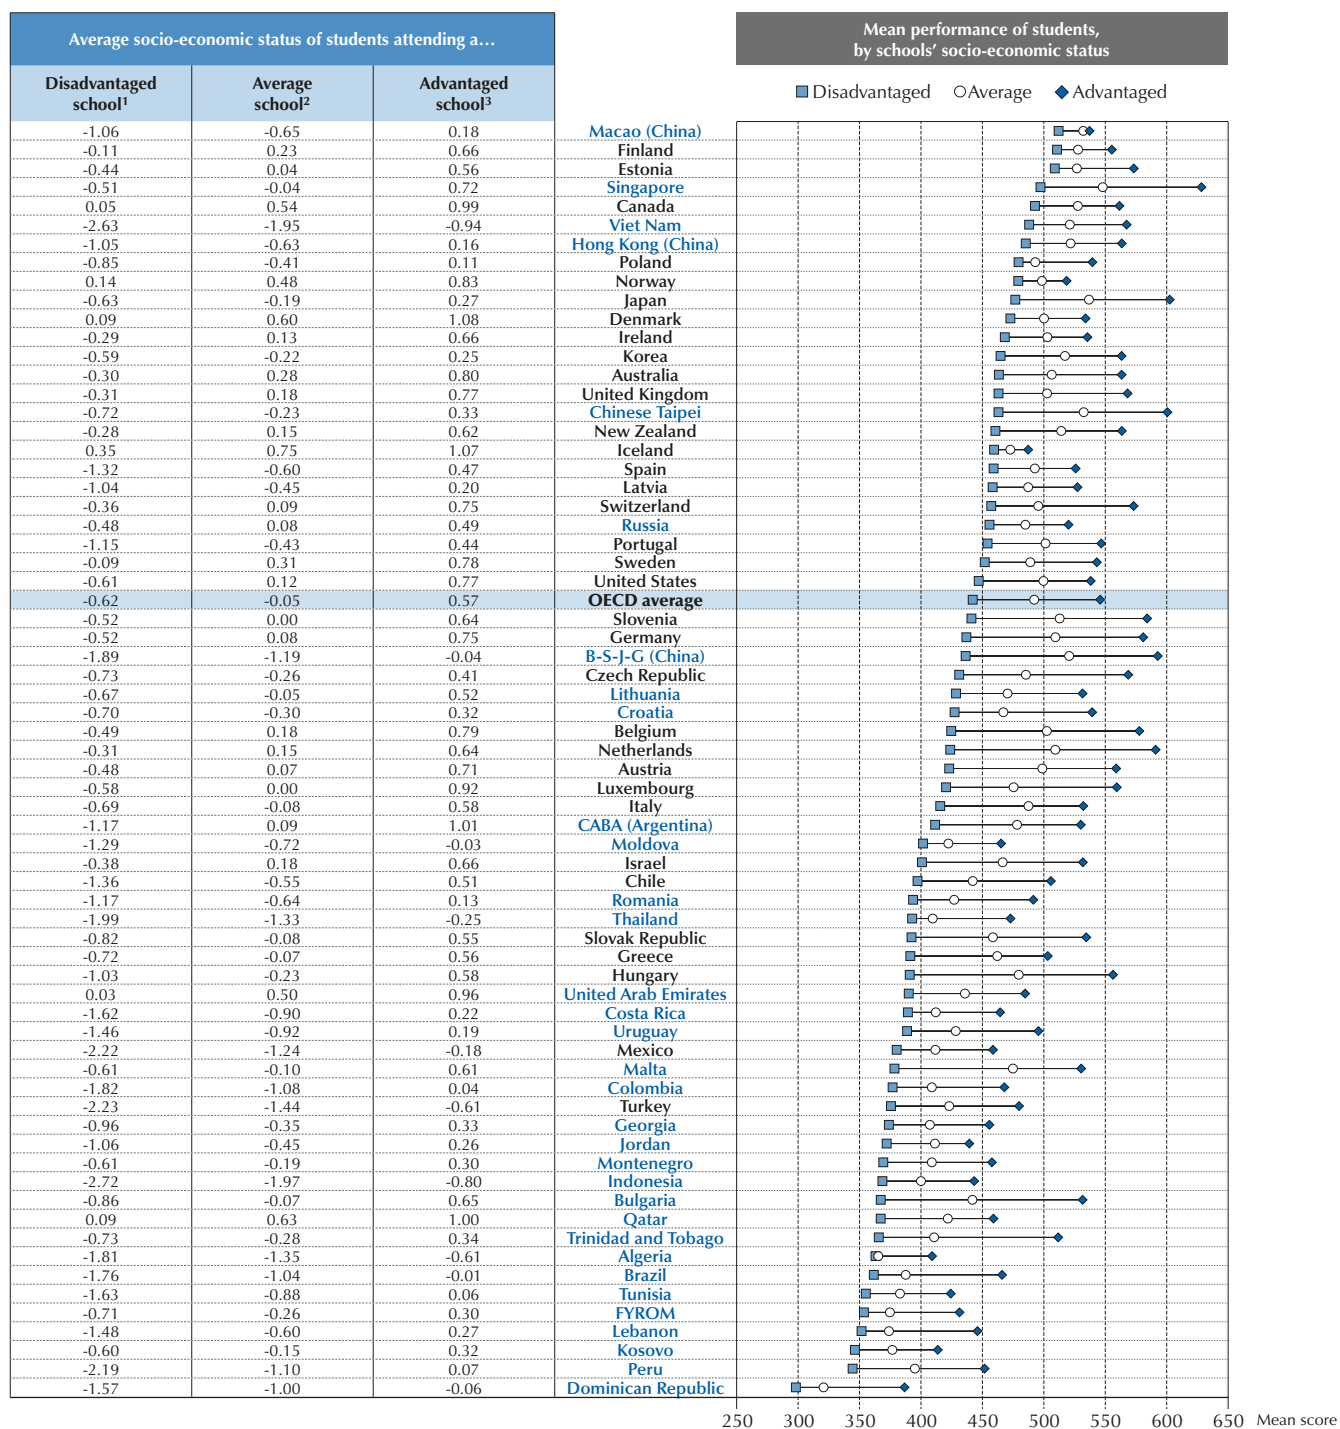 Average socio-economic status of students attending a…
Mean performance of students,
by schools' socio-economic status
Disadvantaged school¹ Average school² Advantaged school³
Disadvantaged Average Advantaged
-1.06 -0.65 0.18 Macao (China)
-0.11 0.23 0.66 Finland
-0.44 0.04 0.56 Estonia
-0.51 -0.04 0.72 Singapore
0.05 0.54 0.99 Canada
-2.63 -1.95 -0.94 Viet Nam
-1.05 -0.63 0.16 Hong Kong (China)
-0.85 -0.41 0.11 Poland
0.14 0.48 0.83 Norway
-0.63 -0.19 0.27 Japan
0.09 0.60 1.08 Denmark
-0.29 0.13 0.66 Ireland
-0.59 -0.22 0.25 Korea
-0.30 0.28 0.80 Australia
-0.31 0.18 0.77 United Kingdom
-0.72 -0.23 0.33 Chinese Taipei
-0.28 0.15 0.62 New Zealand
0.35 0.75 1.07 Iceland
-1.32 -0.60 0.47 Spain
-1.04 -0.45 0.20 Latvia
-0.36 0.09 0.75 Switzerland
-0.48 0.08 0.49 Russia
-1.15 -0.43 0.44 Portugal
-0.09 0.31 0.78 Sweden
-0.61 0.12 0.77 United States
-0.62 -0.05 0.57 OECD average
-0.52 0.00 0.64 Slovenia
-0.52 0.08 0.75 Germany
-1.89 -1.19 -0.04 B-S-J-G (China)
-0.73 -0.26 0.41 Czech Republic
-0.67 -0.05 0.52 Lithuania
-0.70 -0.30 0.32 Croatia
-0.49 0.18 0.79 Belgium
-0.31 0.15 0.64 Netherlands
-0.48 0.07 0.71 Austria
-0.58 0.00 0.92 Luxembourg
-0.69 -0.08 0.58 Italy
-1.17 0.09 1.01 CABA (Argentina)
-1.29 -0.72 -0.03 Moldova
-0.38 0.18 0.66 Israel
-1.36 -0.55 0.51 Chile
-1.17 -0.64 0.13 Romania
-1.99 -1.33 -0.25 Thailand
-0.82 -0.08 0.55 Slovak Republic
-0.72 -0.07 0.56 Greece
-1.03 -0.23 0.58 Hungary
0.03 0.50 0.96 United Arab Emirates
-1.62 -0.90 0.22 Costa Rica
-1.46 -0.92 0.19 Uruguay
-2.22 -1.24 -0.18 Mexico
-0.61 -0.10 0.61 Malta
-1.82 -1.08 0.04 Colombia
-2.23 -1.44 -0.61 Turkey
-0.96 -0.35 0.33 Georgia
-1.06 -0.45 0.26 Jordan
-0.61 -0.19 0.30 Montenegro
-2.72 -1.97 -0.80 Indonesia
-0.86 -0.07 0.65 Bulgaria
0.09 0.63 1.00 Qatar
-0.73 -0.28 0.34 Trinidad and Tobago
-1.81 -1.35 -0.61 Algeria
-1.76 -1.04 -0.01 Brazil
-1.63 -0.88 0.06 Tunisia
-0.71 -0.26 0.30 FYROM
-1.48 -0.60 0.27 Lebanon
-0.60 -0.15 0.32 Kosovo
-2.19 -1.10 0.07 Peru
-1.57 -1.00 -0.06 Dominican Republic
250 300 350 400 450 500 550 600 650 Mean score